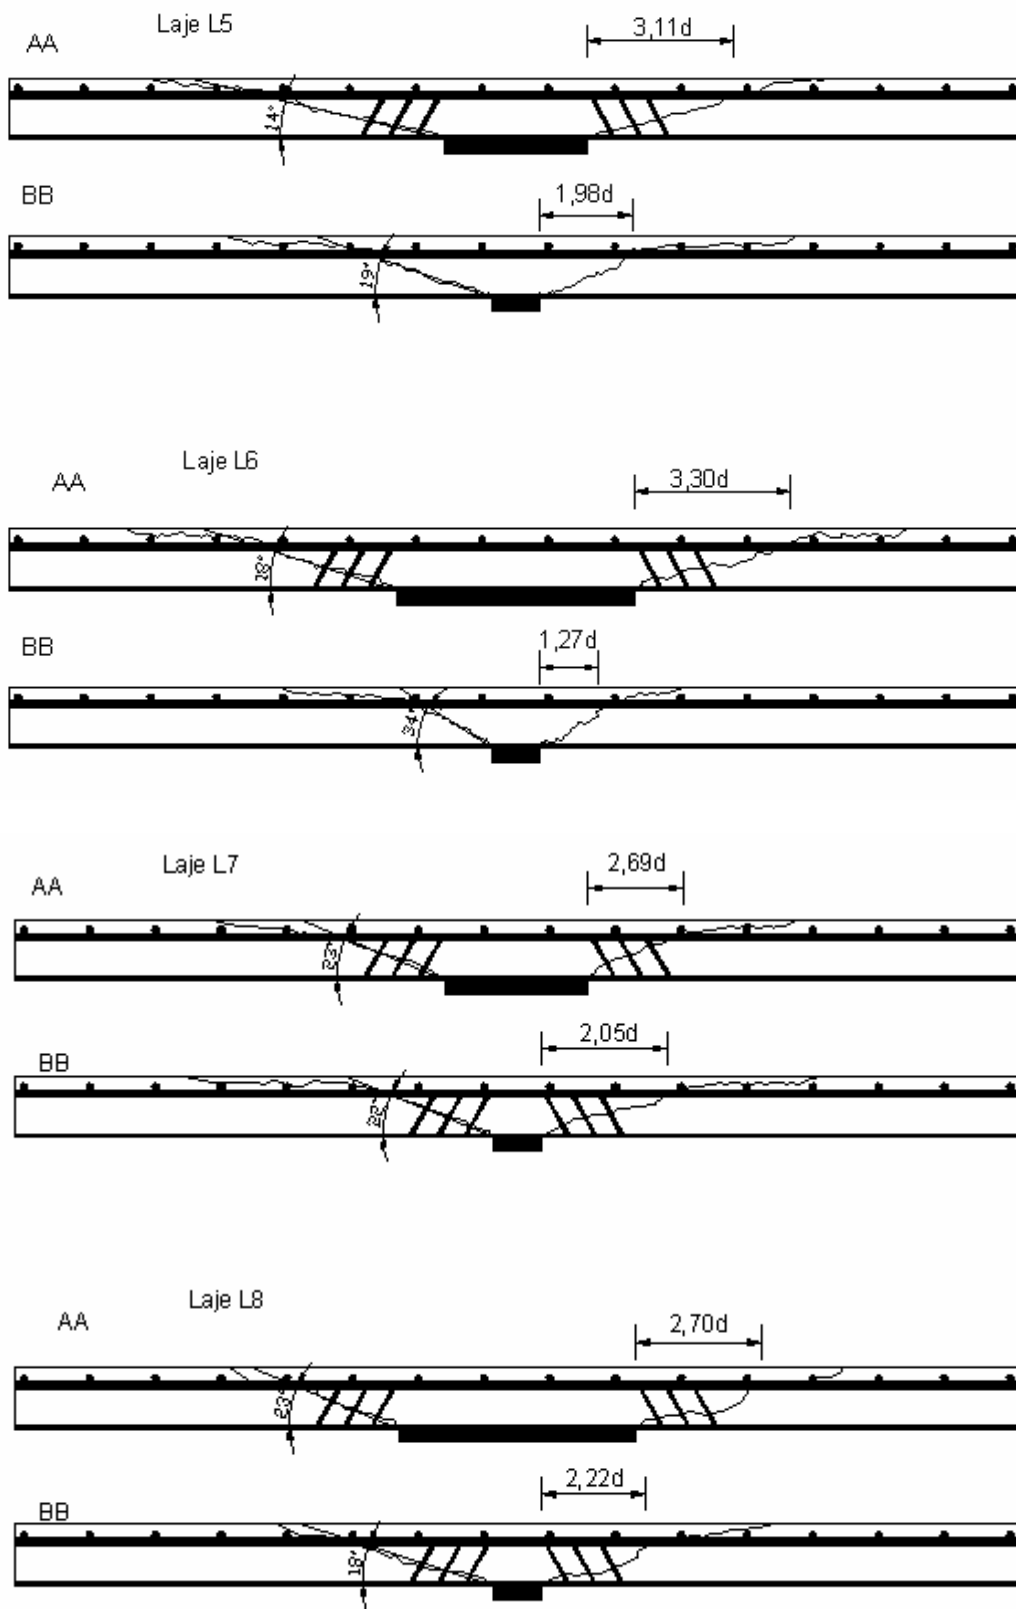 Laje L5
3,11d
AA
14°
BB
1,98d
19°
Laje L6
AA
3,30d
18°
BB
1,27d
34°
Laje L7
2,69d
AA
23°
BB
2,05d
22°
Laje L8
AA
2,70d
23°
BB
2,22d
18°